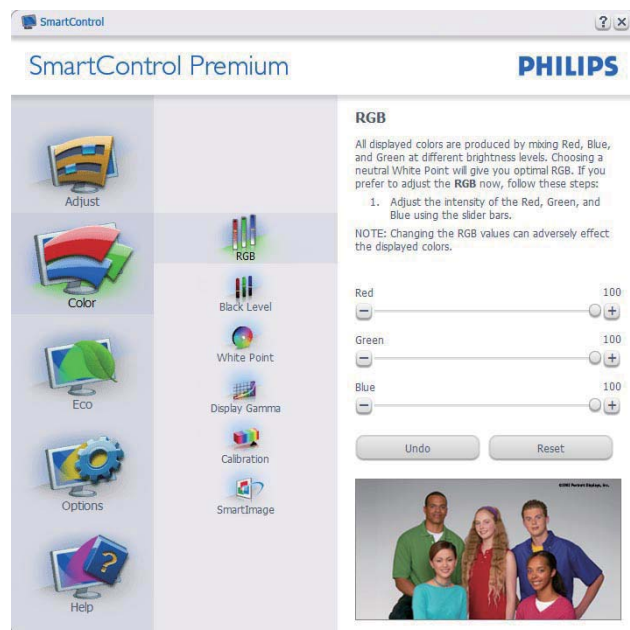 SmartControl
SmartControl Premium
PHILIPS
Adjust
Color
Eco
Options
Help
RGB
Black Level
White Point
Display Gamma
Calibration
SmartImage
RGB
All displayed colors are produced by mixing Red, Blue,
and Green at different brightness levels. Choosing a
neutral White Point will give you optimal RGB. If you
prefer to adjust the RGB now, follow these steps:
1. Adjust the intensity of the Red, Green, and
Blue using the slider bars.
NOTE: Changing the RGB values can adversely effect
the displayed colors.
Red 100
Green 100
Blue 100
Undo Reset
©2002 Portrait Displays, Inc.